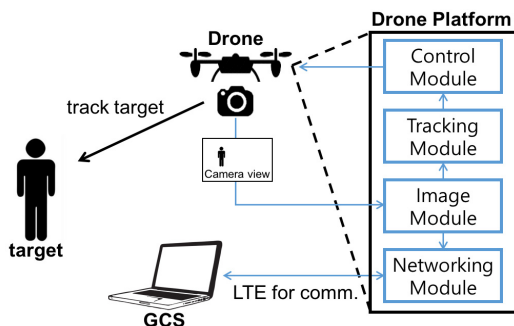 Drone Platform
Drone
Control
Module
track target
Tracking
Module
Camera view
Image
Module
target
Networking
Module
LTE for comm.
GCS